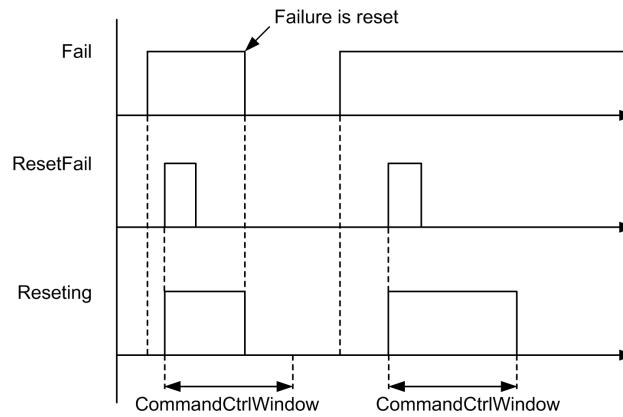 Failure is reset
Fail
ResetFail
Reseting
CommandCtrlWindow CommandCtrlWindow